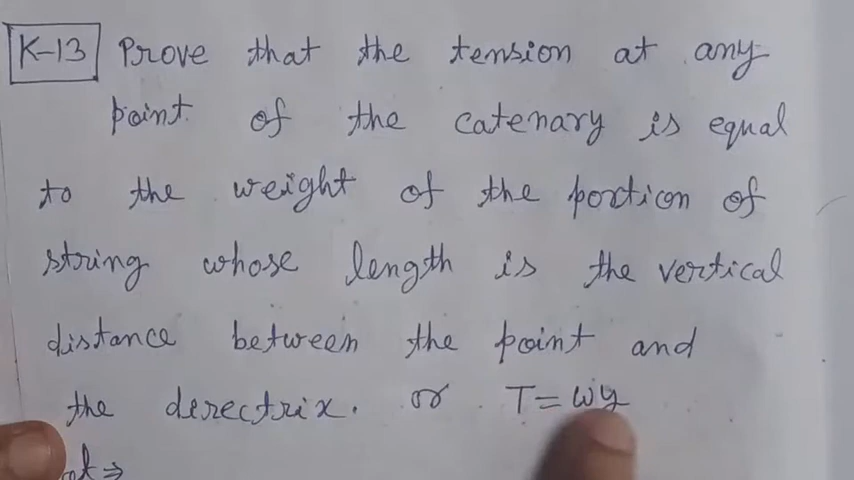 K-13 Prove that the tension at any
point of the catenary is equal
to the weight of the portion of
string whose length is the vertical
distance between the point and
the derectrix. or T = wy